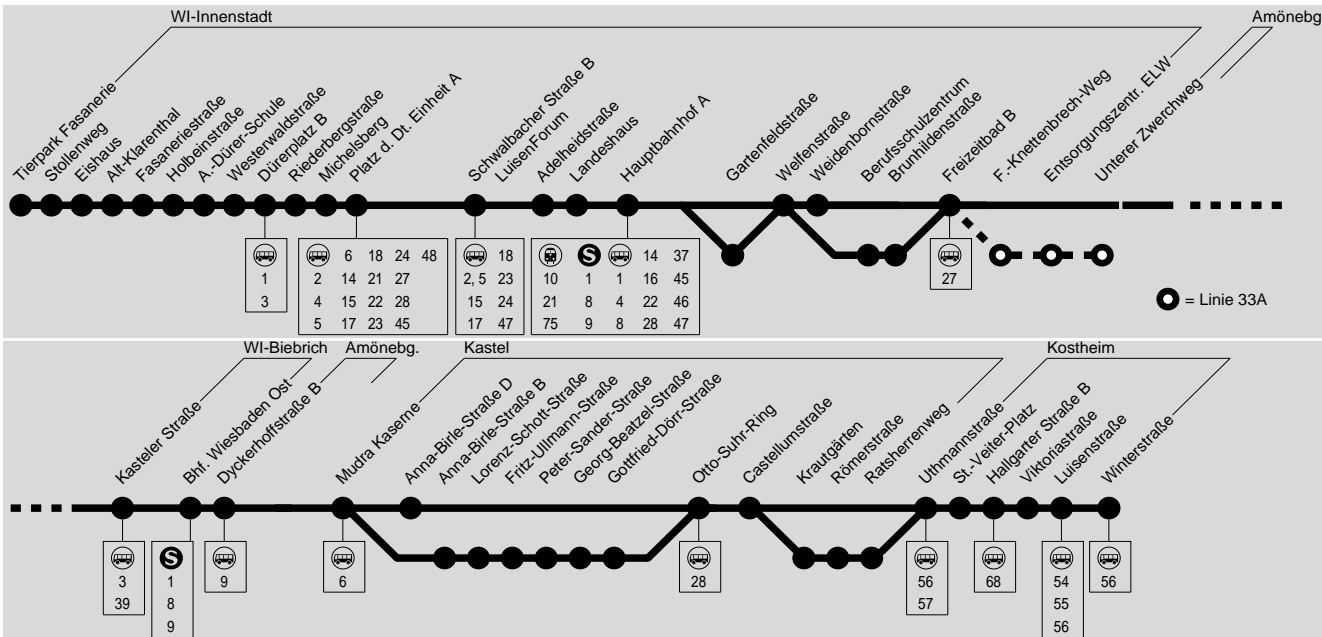 WI-Innenstadt
Amönebg
Tierpark Fasanerie
Stollenweg
Eishaus
Alt-Klarenthal
Fasaneriestraße
Holbeinstraße
A.-Dürer-Schule
Westerwaldstraße
Dürerplatz B
Riederbergstraße
Michelsberg
Platz d. Dt. Einheit A
Schwalbacher Straße B
LuisenForum
Adelheidstraße
Landeshaus
Hauptbahnhof A
Gartenfeldstraße
Welfenstraße
Weidenbornstraße
Berufsschulzentrum
Brunhildenstraße
Freizeitbad B
F.-Knettenbrech-Weg
Entsorgungszentr. ELW
Unterer Zwerchweg
1
3
6 18 24 48
2 14 21 27
4 15 22 28
5 17 23 45
18
2, 5 23
15 24
17 47
S 14 37
10 1 1 16 45
21 8 4 22 46
75 9 8 28 47
27
= Linie 33A
WI-Biebrich
Amönebg.
Kastel
Kostheim
Kasteler Straße
Bhf. Wiesbaden Ost
Dyckerhoffstraße B
Mudra Kaserne
Anna-Birle-Straße D
Anna-Birle-Straße B
Lorenz-Schott-Straße
Fritz-Ullmann-Straße
Peter-Sander-Straße
Georg-Beatzel-Straße
Gottfried-Dörr-Straße
Otto-Suhr-Ring
Castellumstraße
Krautgärten
Römerstraße
Ratsherrenweg
Uthmannstraße
St.-Veiter-Platz
Hallgarter Straße B
Viktoriastraße
Luisenstraße
Winterstraße
3
39
S
1
8
9
9
6
28
56
57
68
54
55
56
56